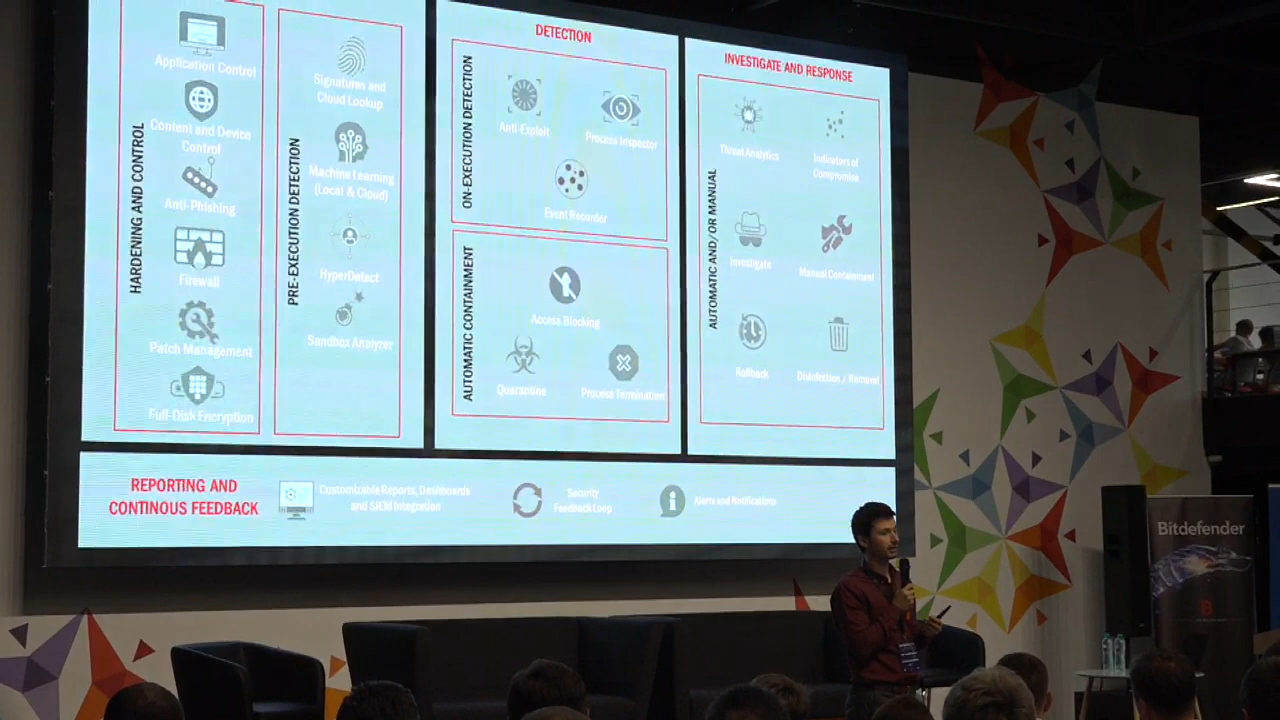 HARDENING AND CONTROL
Application Control
Content and Device
Control
Anti-Phishing
Firewall
Patch Management
Full-Disk Encryption
PRE-EXECUTION DETECTION
Signatures and
Cloud Lookup
Machine Learning
(Local & Cloud)
HyperDetect
Sandbox Analyzer
DETECTION
ON-EXECUTION DETECTION
Anti-Exploit
Process Inspector
Event Recorder
AUTOMATIC CONTAINMENT
Access Blocking
Quarantine
Process Termination
INVESTIGATE AND RESPONSE
AUTOMATIC AND/OR MANUAL
Threat Analytics
Indicators of
Compromise
Investigate
Manual Containment
Rollback
Disinfection / Removal
REPORTING AND
CONTINOUS FEEDBACK
Customizable Reports, Dashboards
and SIEM Integration
Security
Feedback Loop
Alerts and Notifications
Bitdefender
B